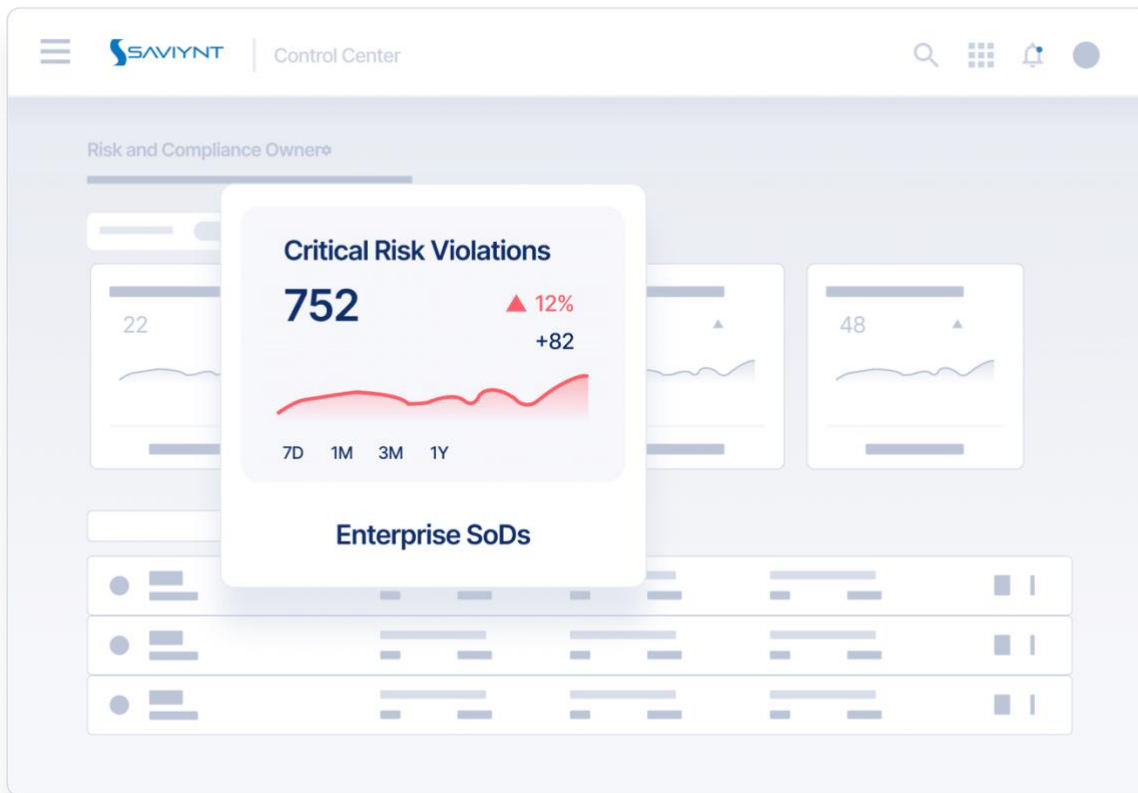 SAVIYNT
Control Center
Risk and Compliance Owner
Critical Risk Violations
752
▲ 12%
+82
22
48
7D 1M 3M 1Y
Enterprise SoDs